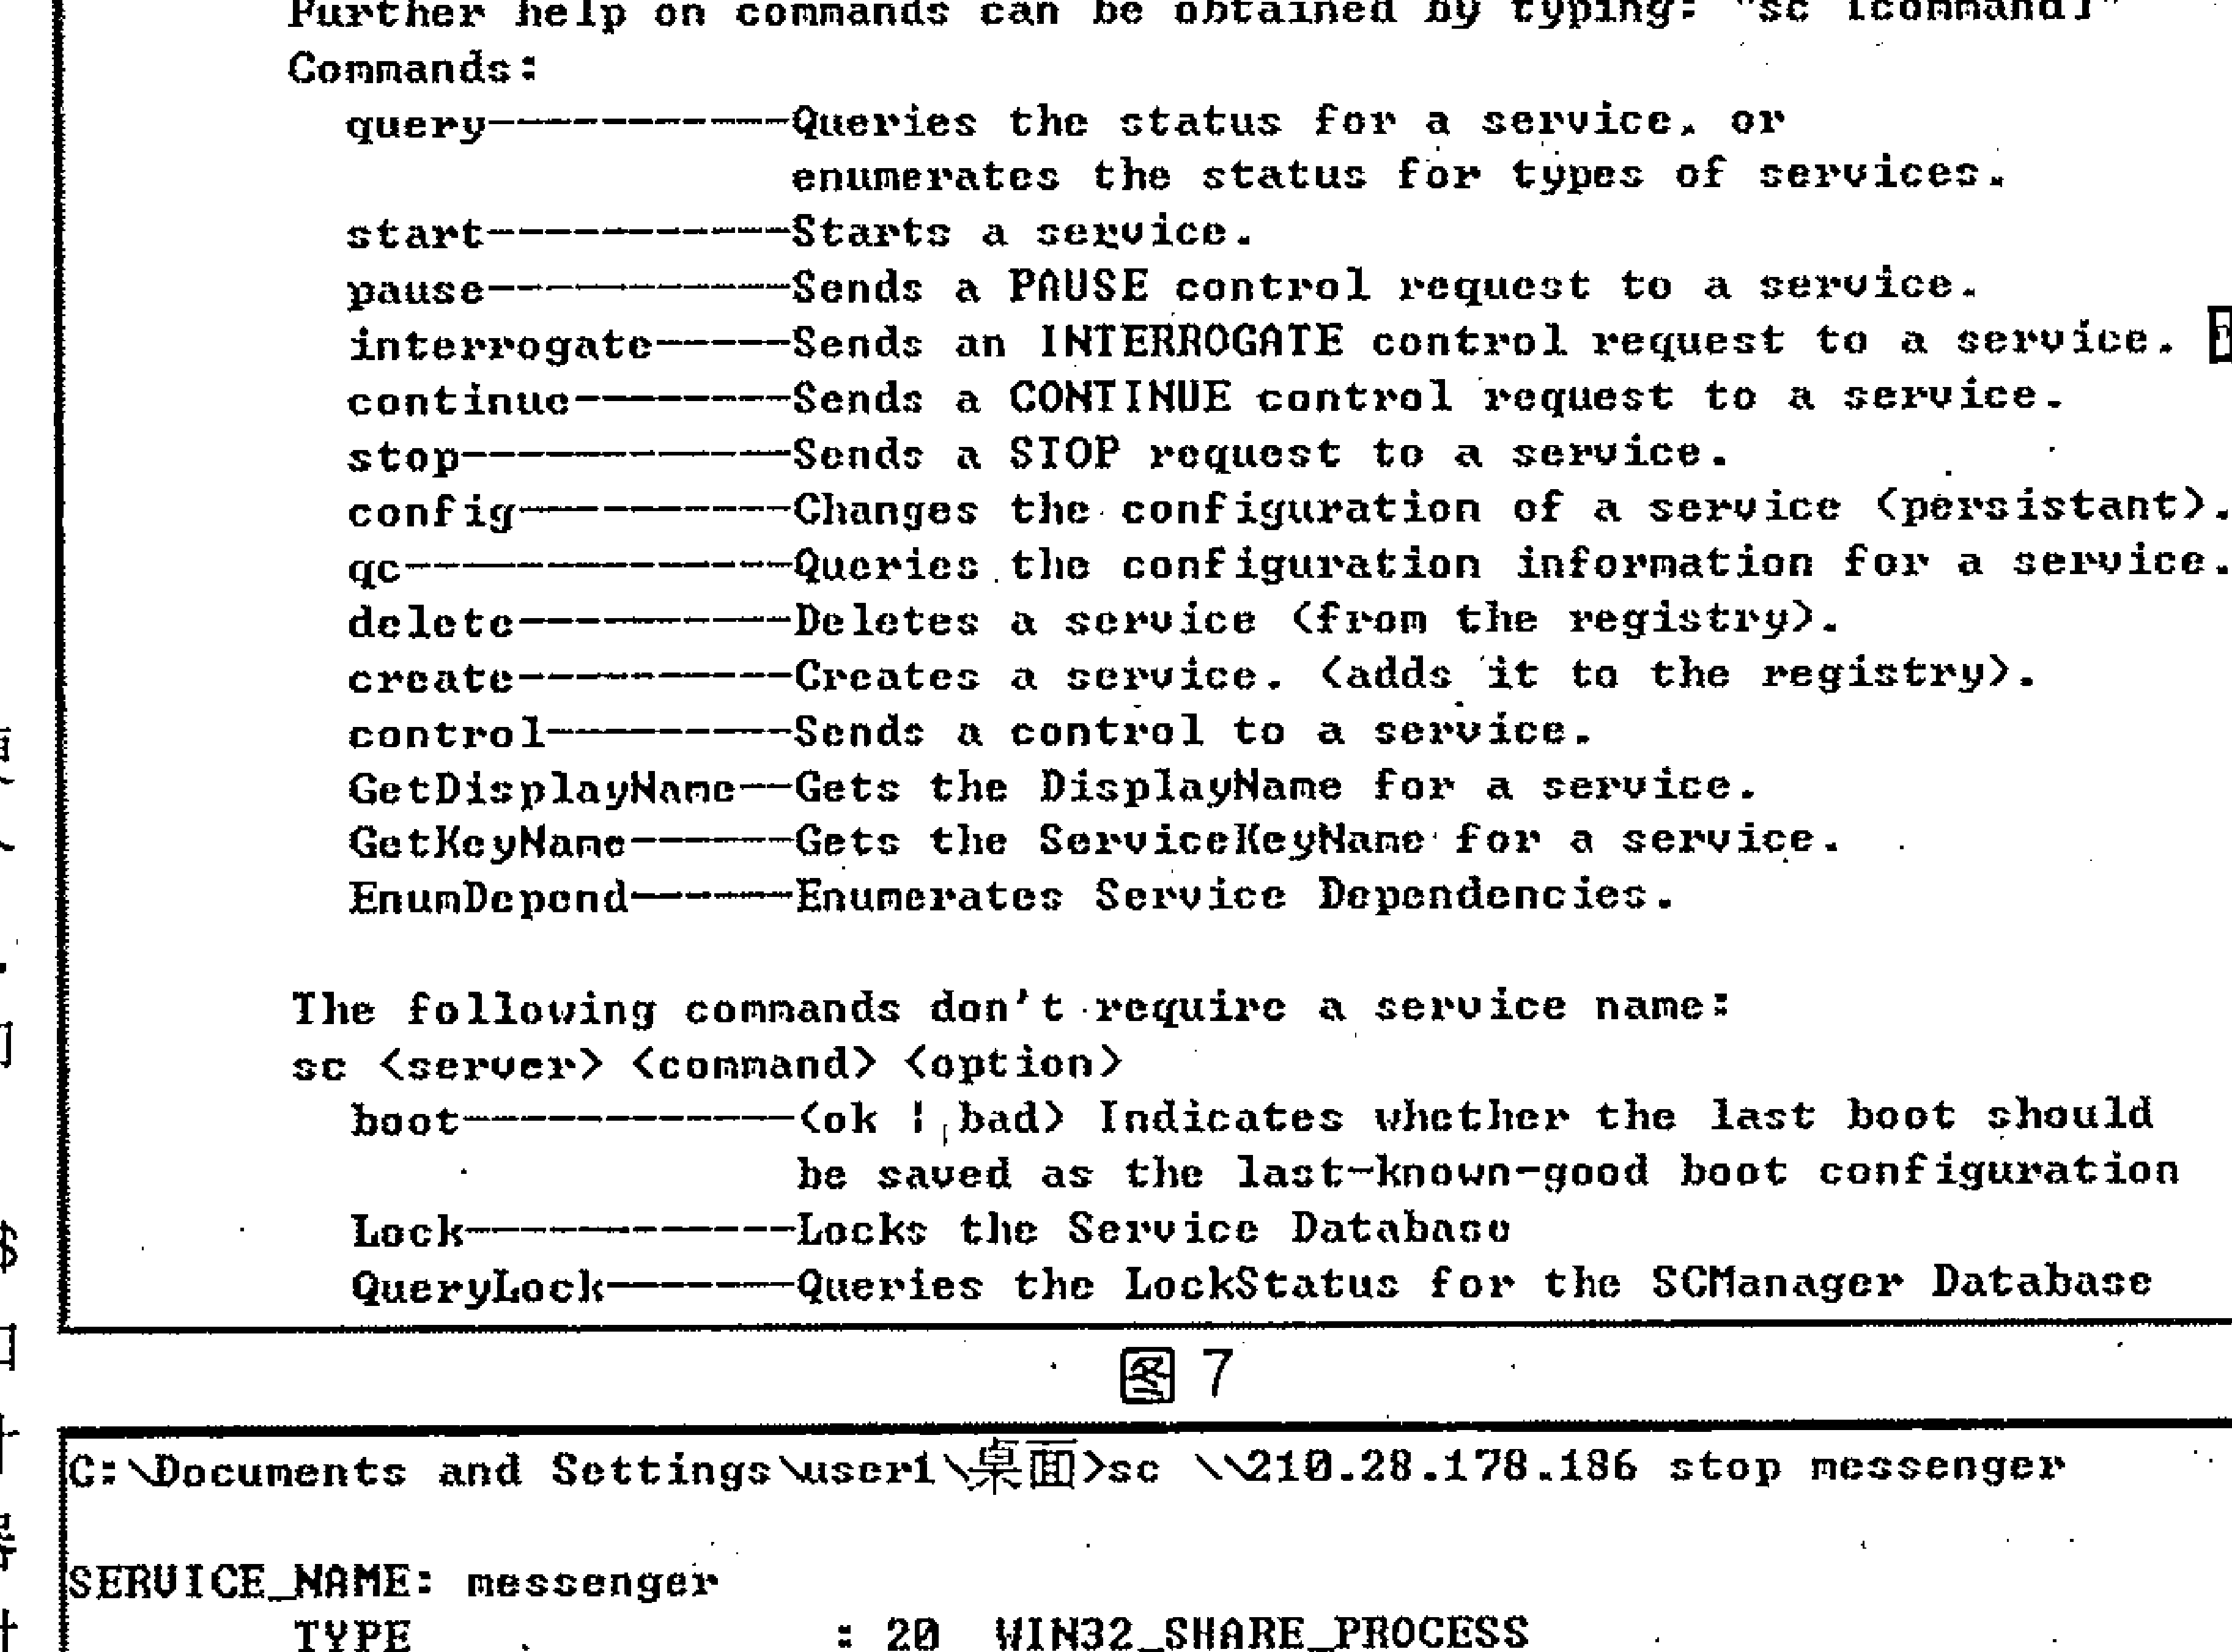 Further help on commands can be obtained by typing: "sc [command]"
Commands:
query-----------Queries the status for a service, or
enumerates the status for types of services.
start-----------Starts a service.
pause-----------Sends a PAUSE control request to a service.
interrogate-----Sends an INTERROGATE control request to a service.
continue--------Sends a CONTINUE control request to a service.
stop------------Sends a STOP request to a service.
config----------Changes the configuration of a service (persistant).
qc--------------Queries the configuration information for a service.
delete----------Deletes a service (from the registry).
create----------Creates a service. (adds it to the registry).
control---------Sends a control to a service.
GetDisplayName--Gets the DisplayName for a service.
GetKeyName------Gets the ServiceKeyName for a service.
EnumDepend------Enumerates Service Dependencies.
The following commands don't require a service name:
sc <server> <command> <option>
boot------------(ok | bad) Indicates whether the last boot should
be saved as the last-known-good boot configuration
Lock------------Locks the Service Database
QueryLock-------Queries the LockStatus for the SCManager Database
图 7
C:\Documents and Settings\user1\桌面>sc \\210.28.178.186 stop messenger
SERVICE_NAME: messenger
TYPE : 20 WIN32_SHARE_PROCESS